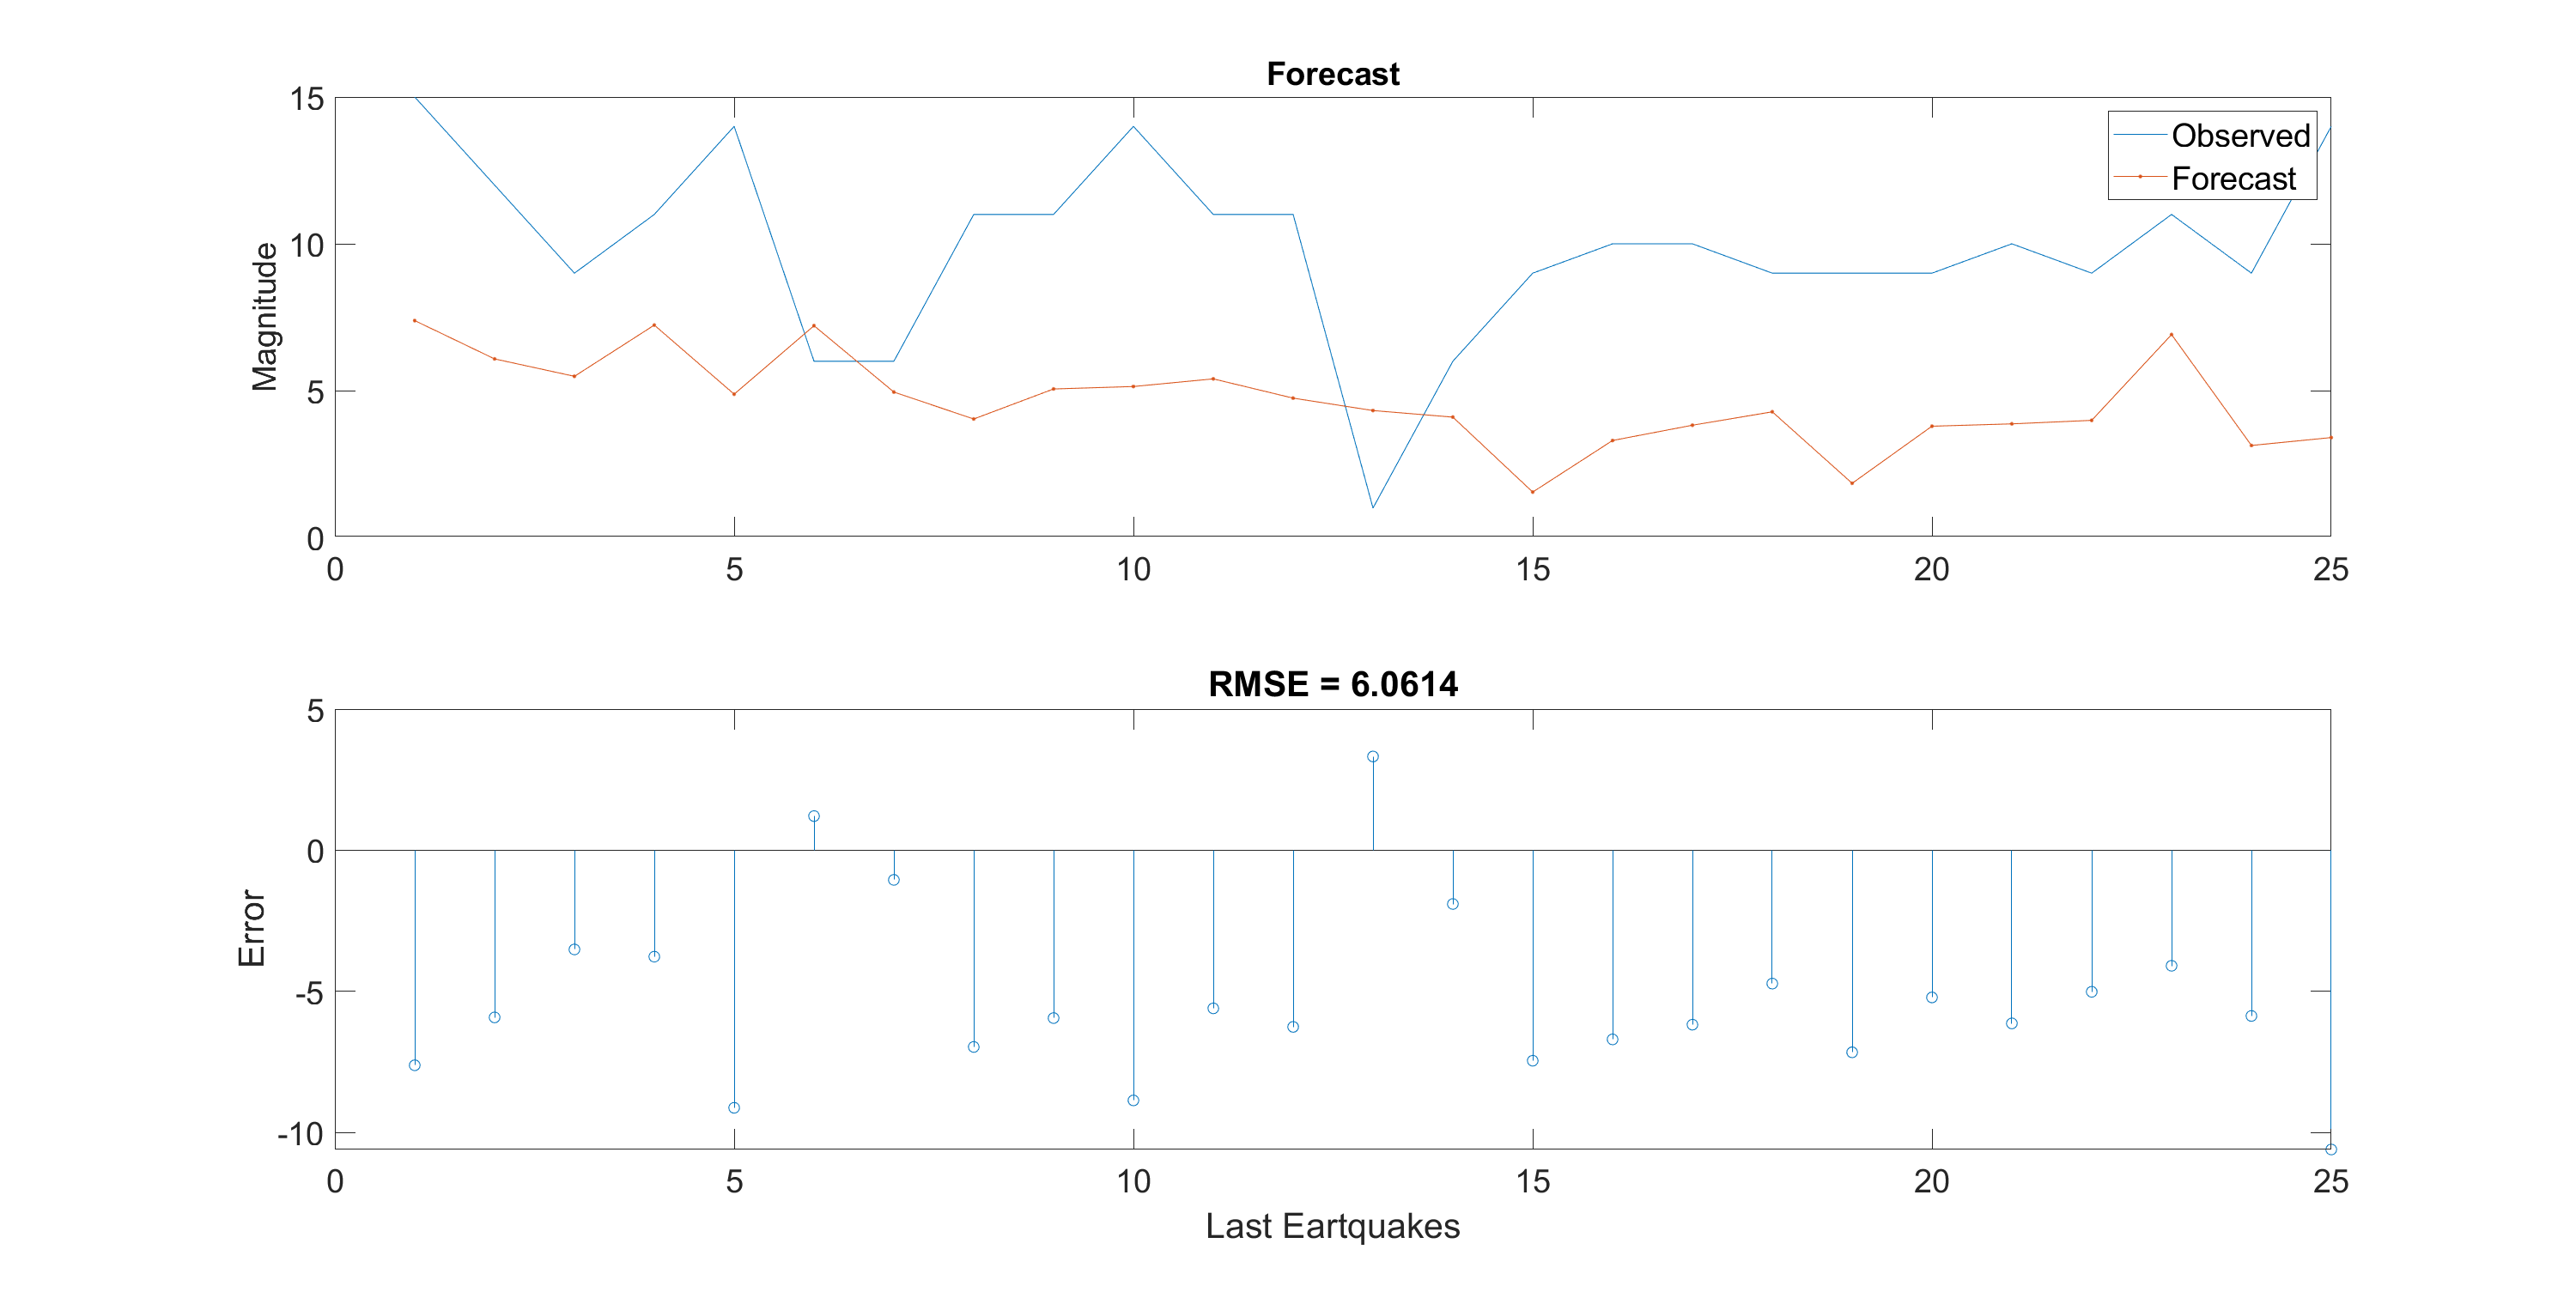 Forecast
15
10
5
0
Magnitude
Observed
Forecast
0 5 10 15 20 25
RMSE = 6.0614
5
0
-5
-10
Error
0 5 10 15 20 25
Last Eartquakes